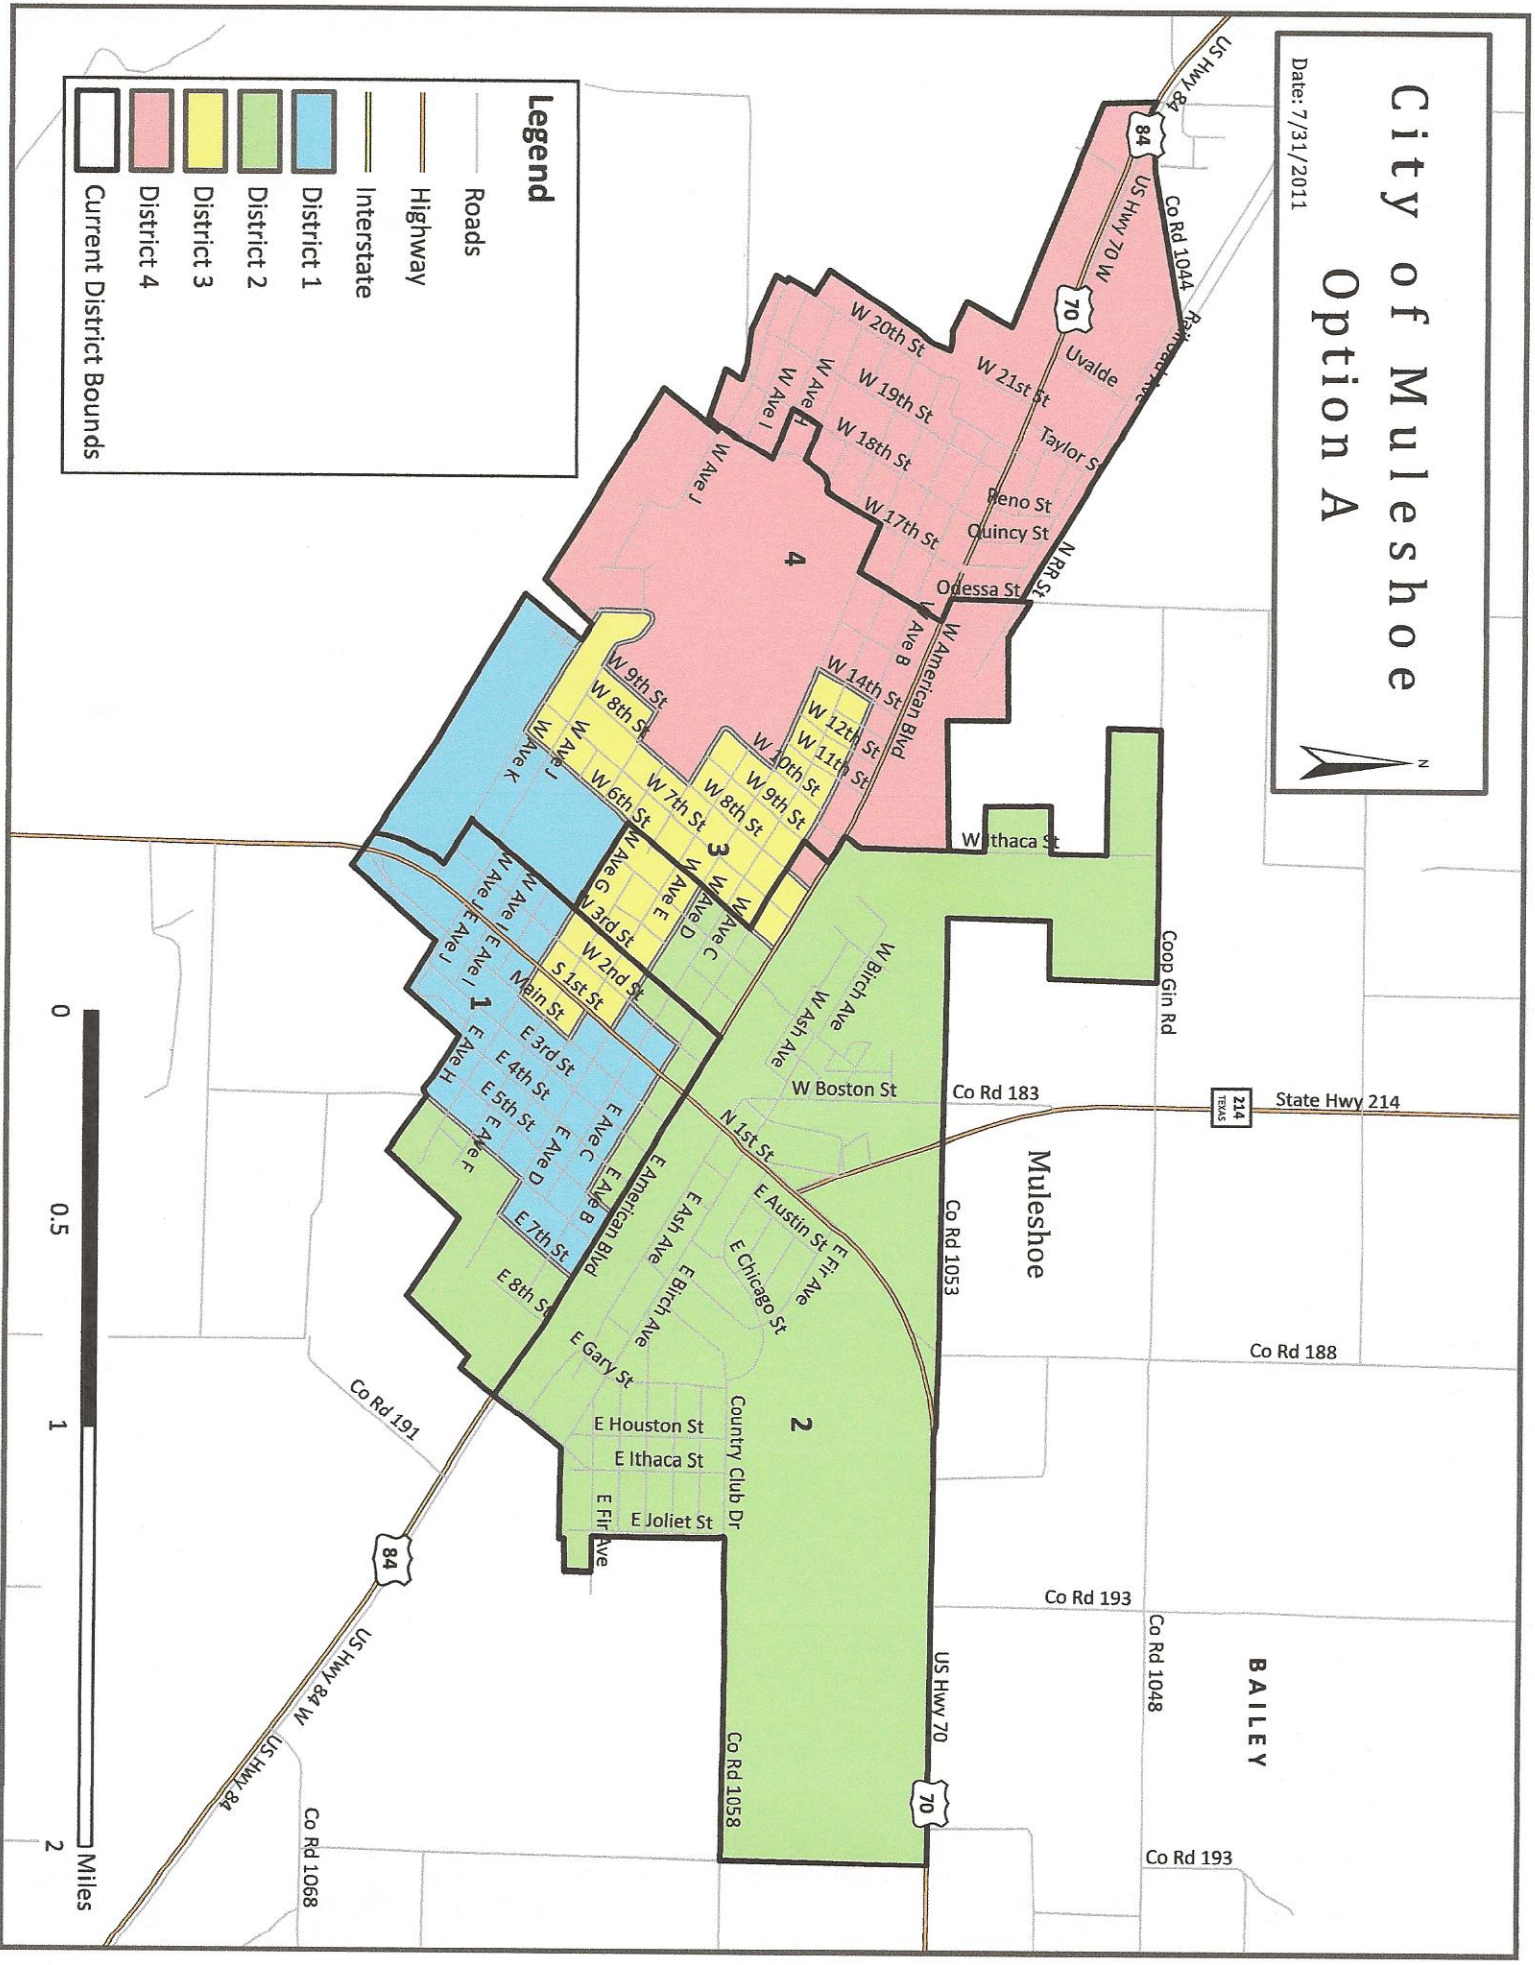 City of Muleshoe
Option A
Date: 7/31/2011
N
Legend
Roads
Highway
Interstate
District 1
District 2
District 3
District 4
Current District Bounds
US Hwy 84
84
US Hwy 70 W
Co Rd 1044
70
Railroad Ave
Uvalde
W 20th St
W 21st St
W Ave H
W Ave I
W 19th St
W 18th St
Taylor S
Reno St
W Ave J
W 17th St
Quincy St
4
Odessa St
N RR St
W Ave B
W American Blvd
W 14th St
W 9th St
W 8th St
W 12th St
W 11th St
W 10th St
W 9th St
W 8th St
W 7th St
W 6th St
W Ave J
W Ave K
3
W Ithaca St
W Ave G
W Ave E
W Ave D
W Ave C
W 3rd St
W 2nd St
S 1st St
Main St
W Ave I
W Ave J
E Ave I
E Ave J
1
W Birch Ave
W Ash Ave
W Boston St
Coop Gin Rd
Co Rd 183
214
TEXAS
State Hwy 214
Muleshoe
E 3rd St
E 4th St
E 5th St
E Ave H
E Ave F
E Ave D
E Ave C
E Ave B
E 7th St
E 8th St
E American Blvd
N 1st St
E Austin St
E Fir Ave
E Ash Ave
E Chicago St
E Birch Ave
Co Rd 1053
Co Rd 188
E Gary St
2
E Houston St
Country Club Dr
E Ithaca St
E Joliet St
E Fir Ave
Co Rd 191
84
Co Rd 193
Co Rd 1048
BAILEY
US Hwy 84 W
US Hwy 84
US Hwy 70
70
Co Rd 1058
Co Rd 1068
Co Rd 193
0
0.5
1
2
Miles